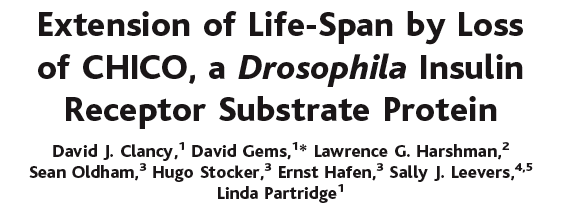 Extension of Life-Span by Loss
of CHICO, a Drosophila Insulin
Receptor Substrate Protein
David J. Clancy,¹ David Gems,¹* Lawrence G. Harshman,²
Sean Oldham,³ Hugo Stocker,³ Ernst Hafen,³ Sally J. Leevers,⁴,⁵
Linda Partridge¹